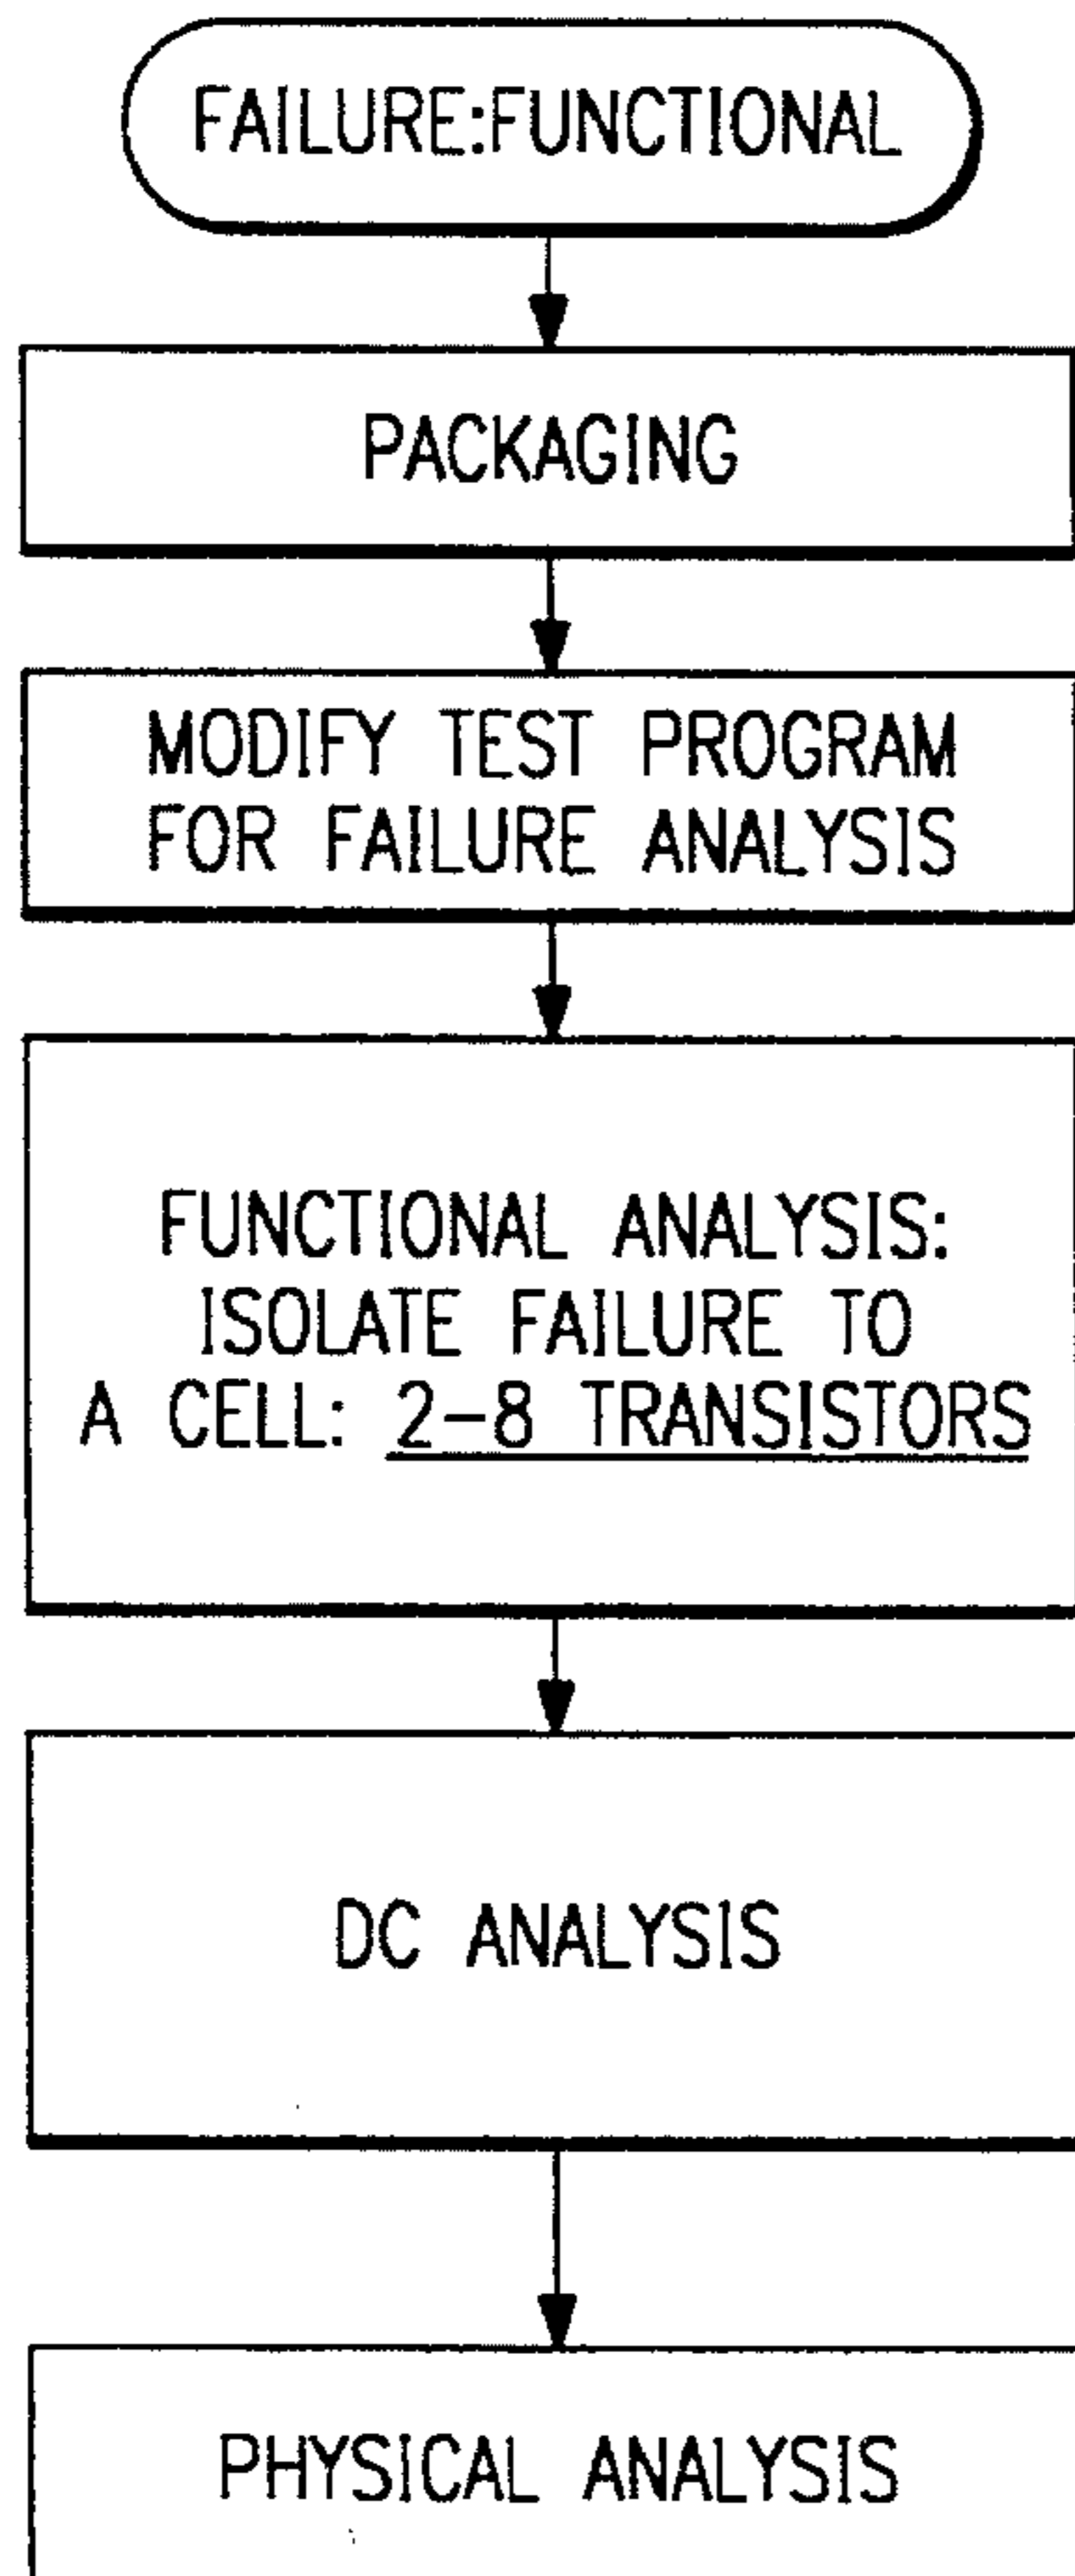 FAILURE:FUNCTIONAL
PACKAGING
MODIFY TEST PROGRAM
FOR FAILURE ANALYSIS
FUNCTIONAL ANALYSIS:
ISOLATE FAILURE TO
A CELL: 2-8 TRANSISTORS
DC ANALYSIS
PHYSICAL ANALYSIS